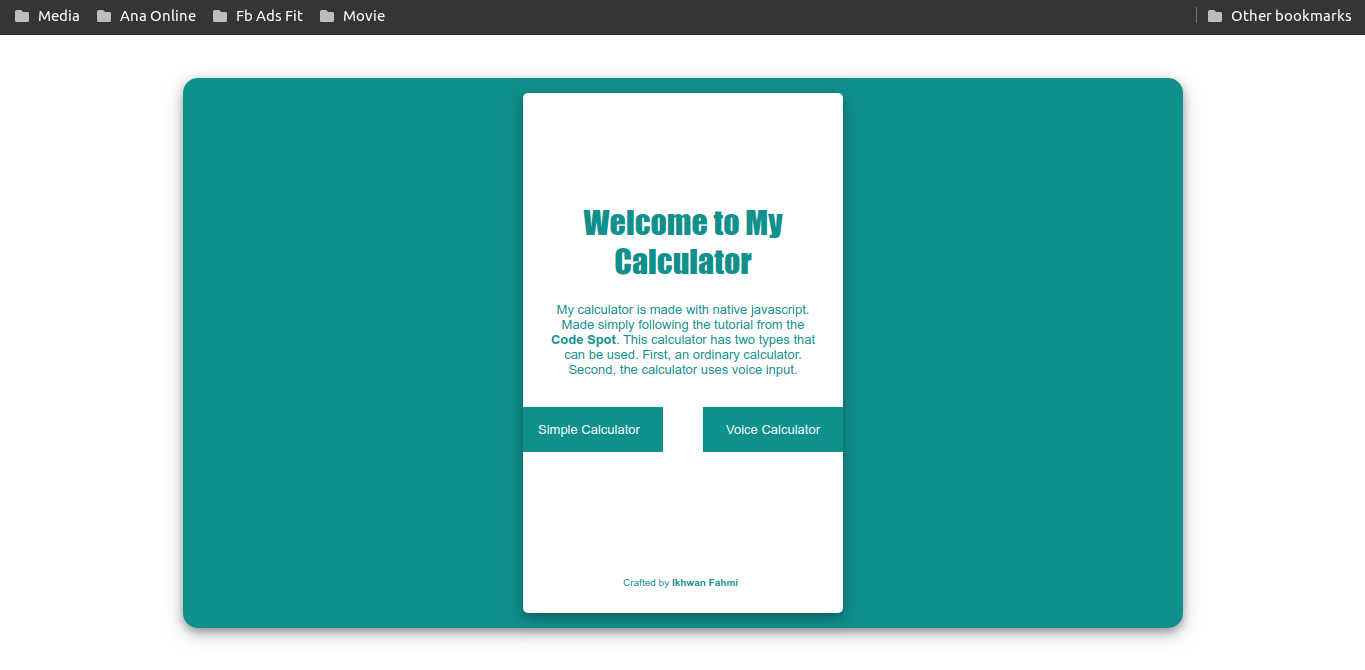 Media Ana Online Fb Ads Fit Movie Other bookmarks
Welcome to My
Calculator
My calculator is made with native javascript.
Made simply following the tutorial from the
Code Spot. This calculator has two types that
can be used. First, an ordinary calculator.
Second, the calculator uses voice input.
Simple Calculator Voice Calculator
Crafted by Ikhwan Fahmi